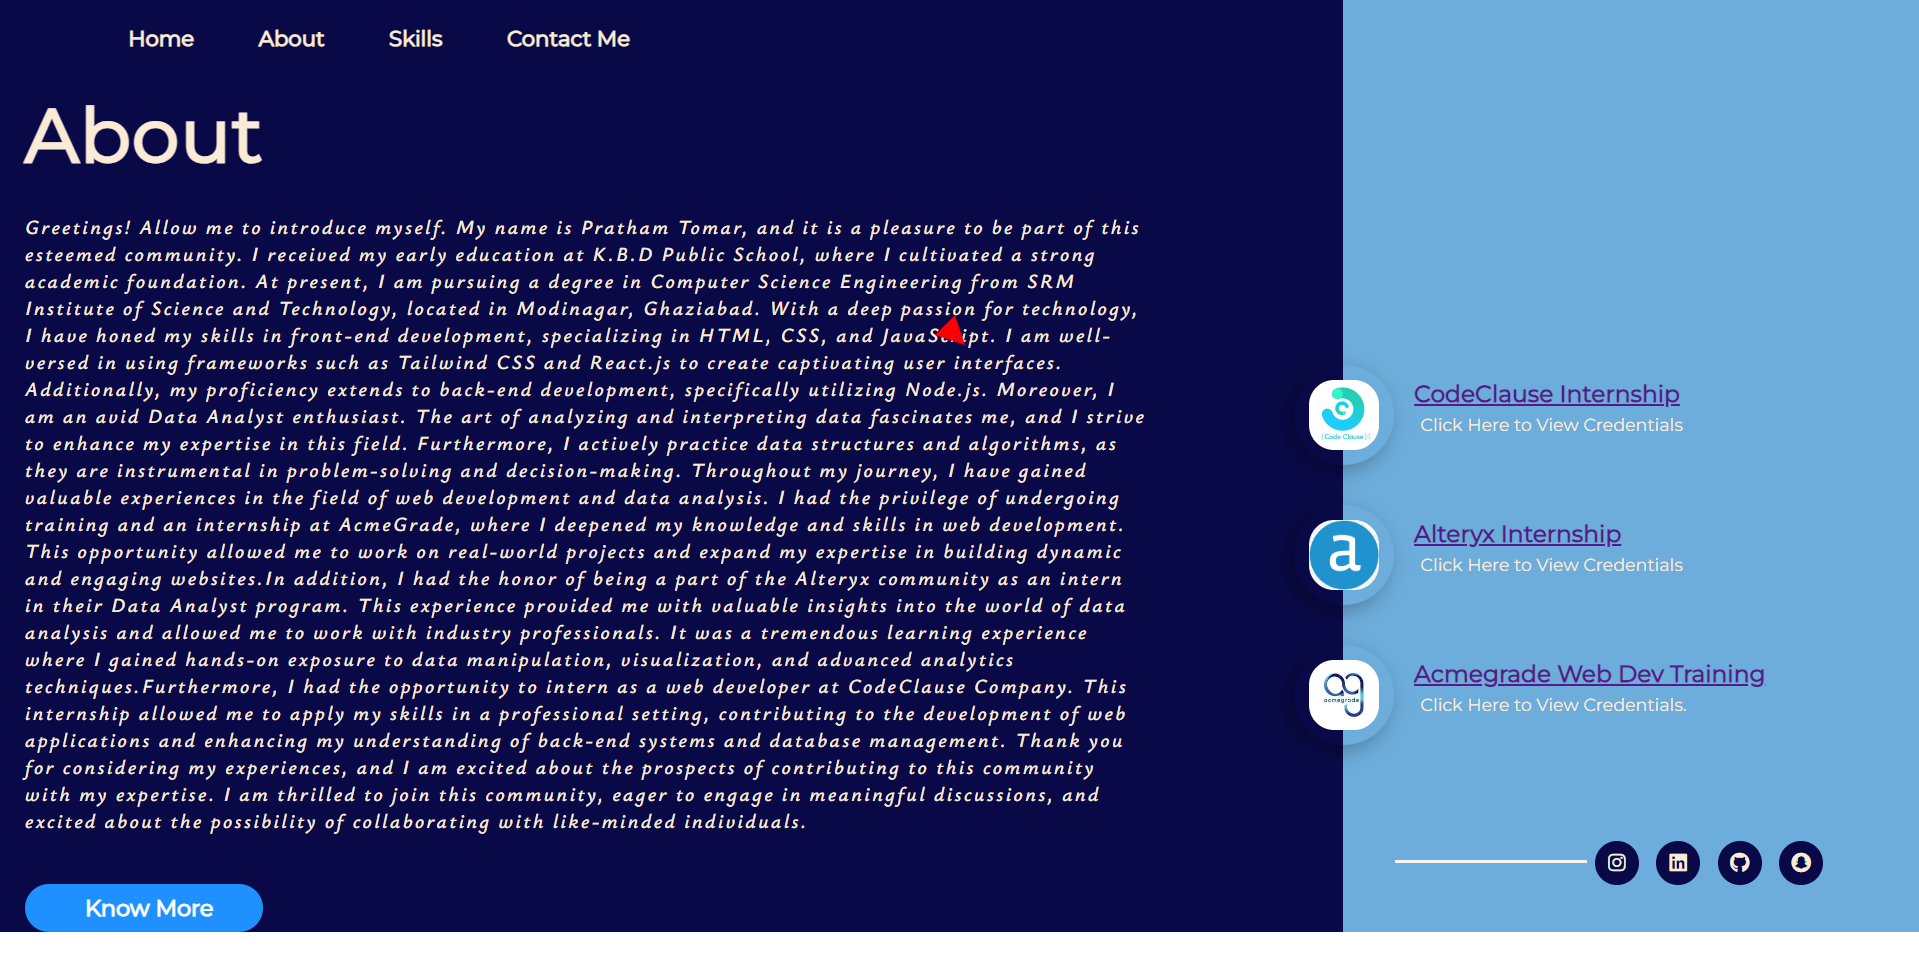 Home About Skills Contact Me
About
Greetings! Allow me to introduce myself. My name is Pratham Tomar, and it is a pleasure to be part of this
esteemed community. I received my early education at K.B.D Public School, where I cultivated a strong
academic foundation. At present, I am pursuing a degree in Computer Science Engineering from SRM
Institute of Science and Technology, located in Modinagar, Ghaziabad. With a deep passion for technology,
I have honed my skills in front-end development, specializing in HTML, CSS, and JavaScript. I am well-
versed in using frameworks such as Tailwind CSS and React.js to create captivating user interfaces.
Additionally, my proficiency extends to back-end development, specifically utilizing Node.js. Moreover, I
am an avid Data Analyst enthusiast. The art of analyzing and interpreting data fascinates me, and I strive
to enhance my expertise in this field. Furthermore, I actively practice data structures and algorithms, as
they are instrumental in problem-solving and decision-making. Throughout my journey, I have gained
valuable experiences in the field of web development and data analysis. I had the privilege of undergoing
training and an internship at AcmeGrade, where I deepened my knowledge and skills in web development.
This opportunity allowed me to work on real-world projects and expand my expertise in building dynamic
and engaging websites.In addition, I had the honor of being a part of the Alteryx community as an intern
in their Data Analyst program. This experience provided me with valuable insights into the world of data
analysis and allowed me to work with industry professionals. It was a tremendous learning experience
where I gained hands-on exposure to data manipulation, visualization, and advanced analytics
techniques.Furthermore, I had the opportunity to intern as a web developer at CodeClause Company. This
internship allowed me to apply my skills in a professional setting, contributing to the development of web
applications and enhancing my understanding of back-end systems and database management. Thank you
for considering my experiences, and I am excited about the prospects of contributing to this community
with my expertise. I am thrilled to join this community, eager to engage in meaningful discussions, and
excited about the possibility of collaborating with like-minded individuals.
Know More
Code Clause
CodeClause Internship
Click Here to View Credentials
a
Alteryx Internship
Click Here to View Credentials
ag
acmegrade
Acmegrade Web Dev Training
Click Here to View Credentials.
in